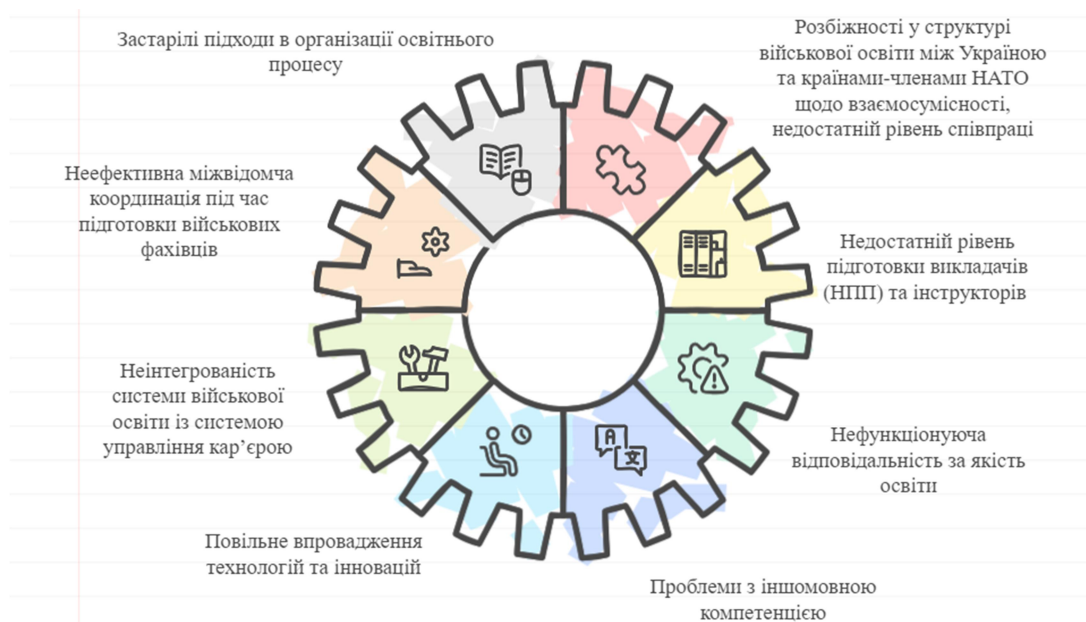 Застарілі підходи в організації освітнього
процесу
Розбіжності у структурі
військової освіти між Україною
та країнами-членами НАТО
щодо взаємосумісності,
недостатній рівень співпраці
Неефективна міжвідомча
координація під час
підготовки військових
фахівців
Недостатній рівень
підготовки викладачів
(НПП) та інструкторів
Неінтегрованість
системи військової
освіти із системою
управління кар’єрою
Нефункціонуюча
відповідальність за якість
освіти
Повільне впровадження
технологій та інновацій
Проблеми з іншомовною
компетенцією
A
文